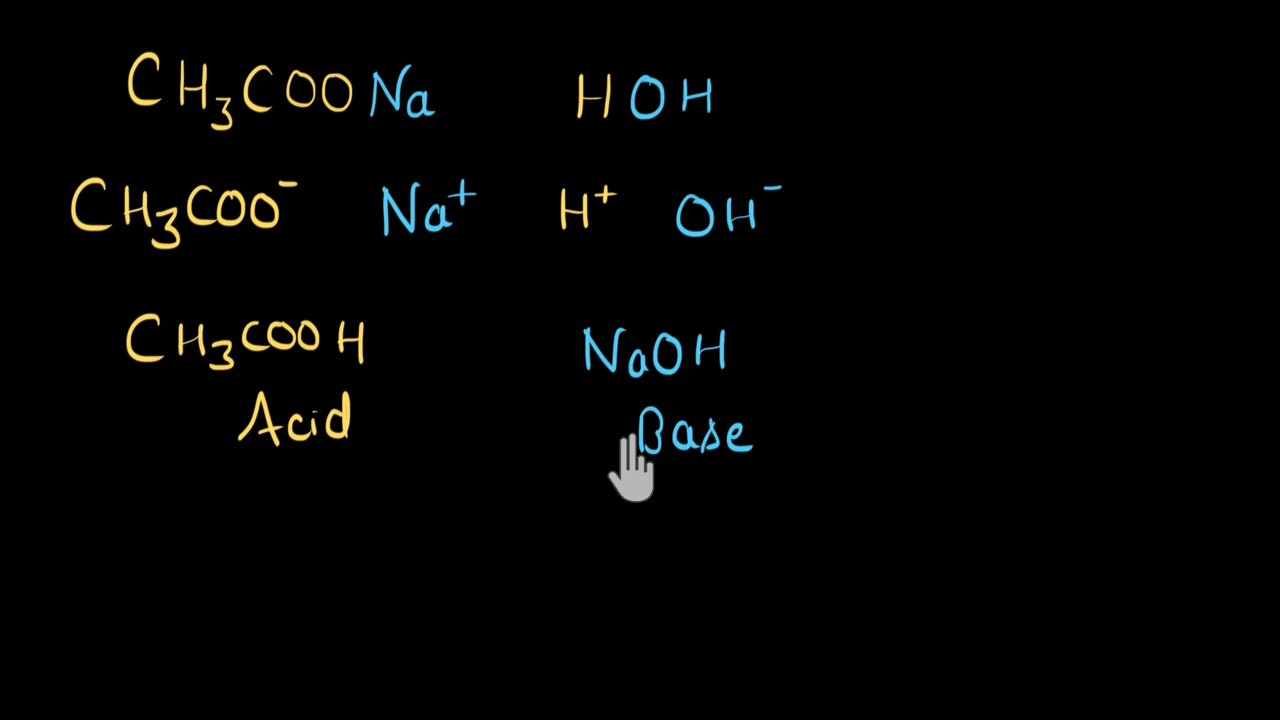 CH₃COONa HOH
CH₃COO⁻ Na⁺ H⁺ OH⁻
CH₃COOH NaOH
Acid Base